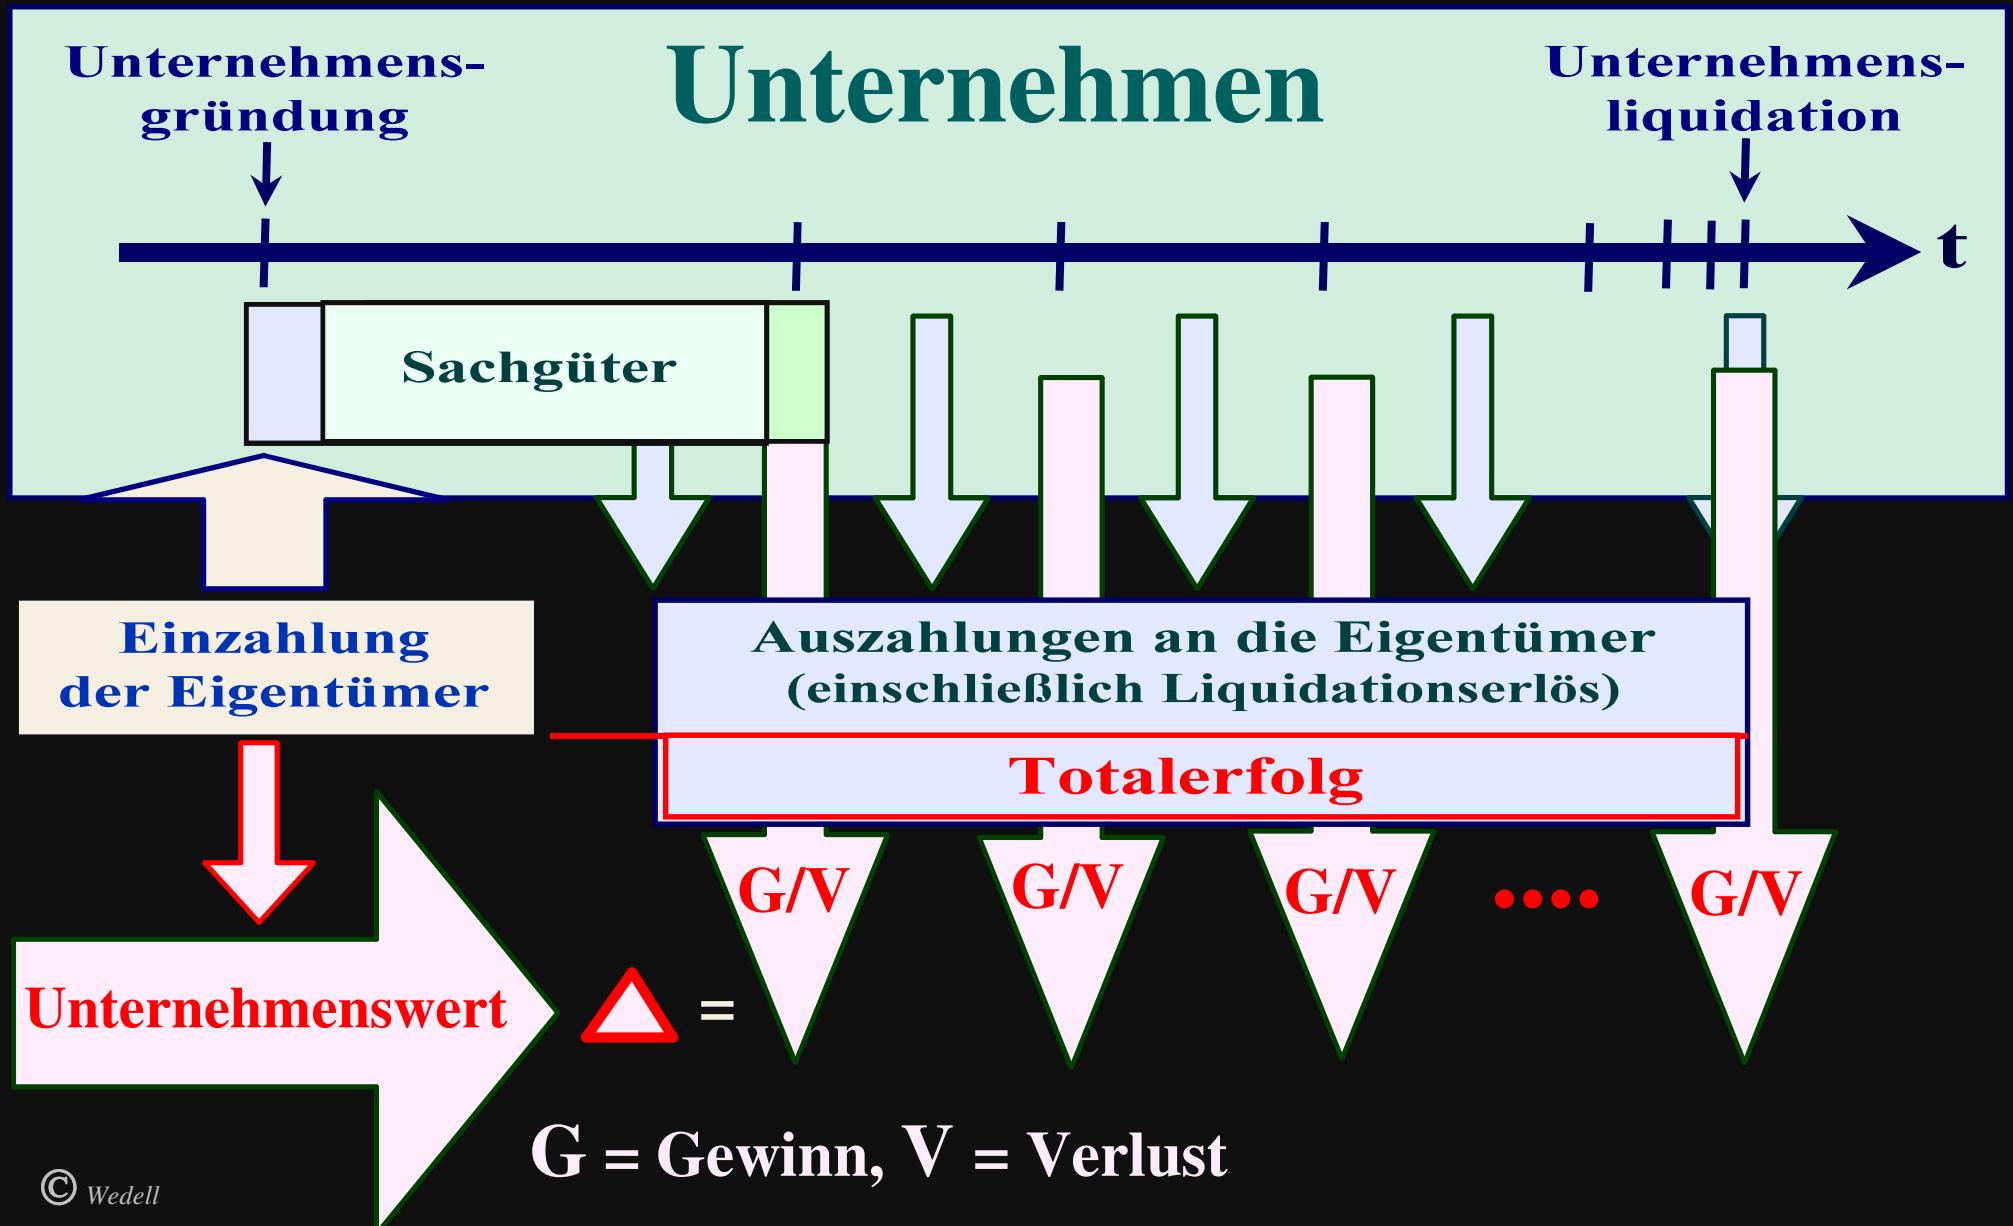 Unternehmens-
gründung
Unternehmen
Unternehmens-
liquidation
t
Sachgüter
Einzahlung
der Eigentümer
Auszahlungen an die Eigentümer
(einschließlich Liquidationserlös)
Totalerfolg
G/V
G/V
G/V
G/V
Unternehmenswert
=
G = Gewinn, V = Verlust
© Wedell